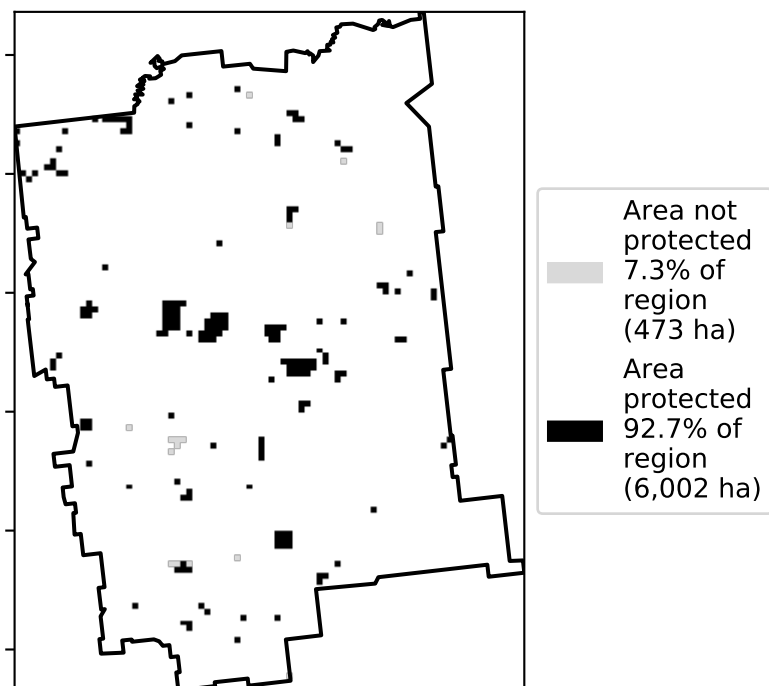 Area not
protected
7.3% of
region
(473 ha)
Area
protected
92.7% of
region
(6,002 ha)